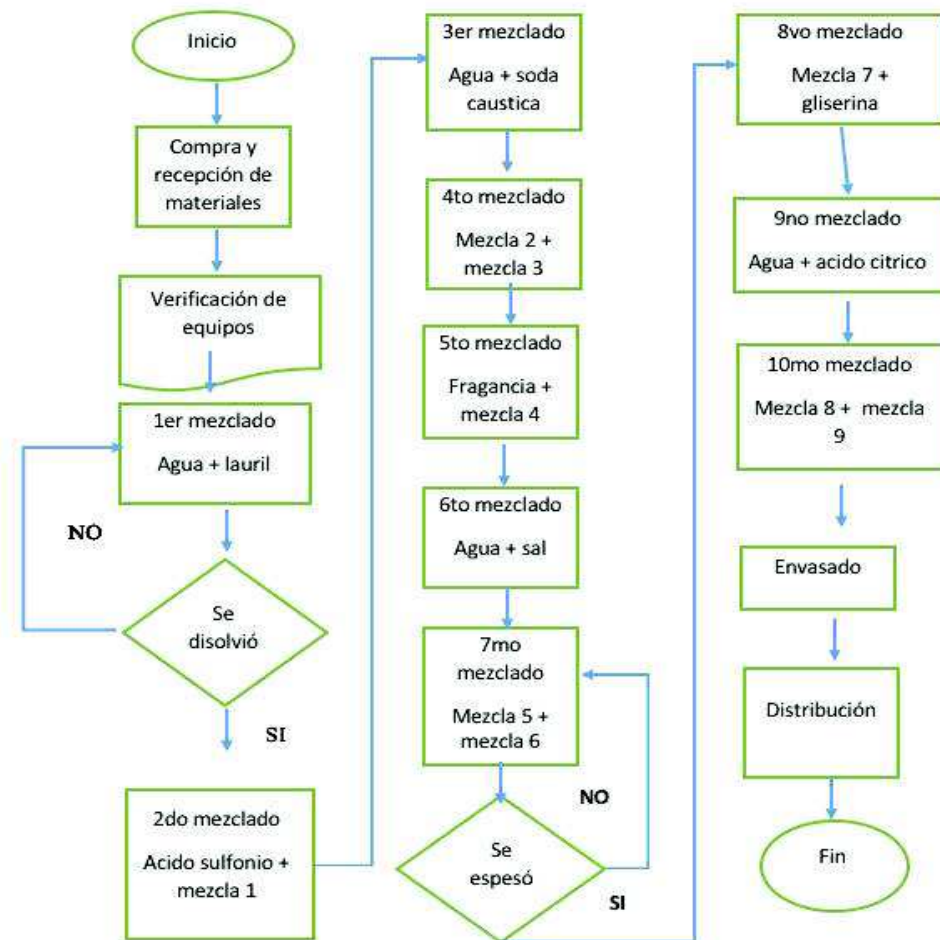 Inicio
Compra y
recepción de
materiales
Verificación de
equipos
1er mezclado
Agua + lauril
NO
Se
disolvió
SI
2do mezclado
Acido sulfonio +
mezcla 1
3er mezclado
Agua + soda
caustica
4to mezclado
Mezcla 2 +
mezcla 3
5to mezclado
Fragancia +
mezcla 4
6to mezclado
Agua + sal
7mo
mezclado
Mezcla 5 +
mezcla 6
NO
Se
espesó
SI
8vo mezclado
Mezcla 7 +
gliserina
9no mezclado
Agua + acido citrico
10mo mezclado
Mezcla 8 + mezcla
9
Envasado
Distribución
Fin